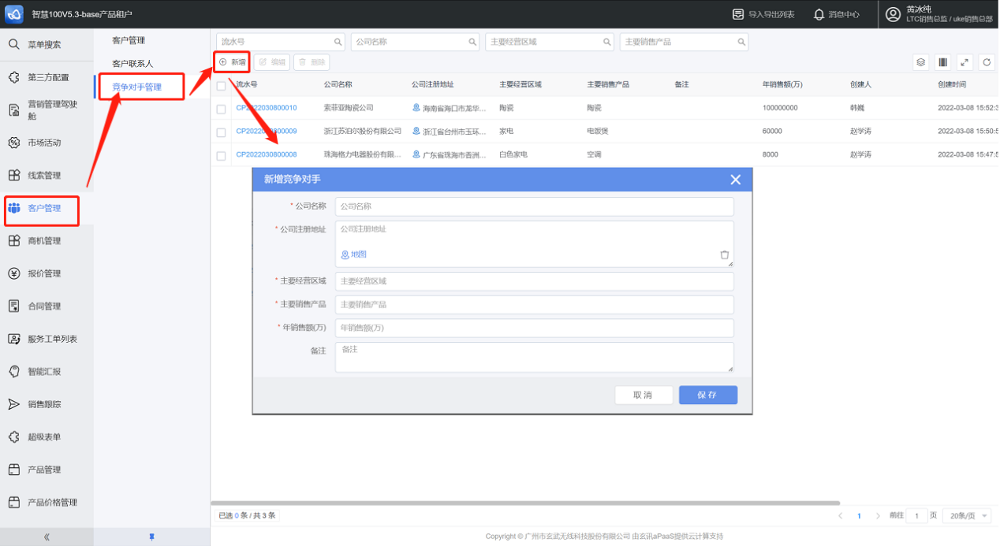 智慧100V5.3-base产品租户
导入导出列表
消息中心
黄冰纯
LTC销售总监 / uke销售总部
菜单搜索
第三方配置
营销管理驾驶舱
市场活动
线索管理
客户管理
商机管理
报价管理
合同管理
服务工单列表
智能汇报
销售跟踪
超级表单
产品管理
产品价格管理
客户管理
客户联系人
竞争对手管理
流水号
公司名称
主要经营区域
主要销售产品
新增
编辑
删除
流水号 公司名称 公司注册地址 主要经营区域 主要销售产品 备注 年销售额(万) 创建人 创建时间
CP2022030800010 索菲亚陶瓷公司 海南省海口市龙华... 陶瓷 陶瓷 100000000 韩巍 2022-03-08 15:52:3
CP2022030800009 浙江苏泊尔股份有限公司 浙江省台州市玉环... 家电 电饭煲 60000 赵学涛 2022-03-08 15:50:5
CP2022030800008 珠海格力电器股份有限... 广东省珠海市香洲... 白色家电 空调 8000 赵学涛 2022-03-08 15:47:5
新增竞争对手
* 公司名称 公司名称
* 公司注册地址 公司注册地址
地图
* 主要经营区域 主要经营区域
* 主要销售产品 主要销售产品
* 年销售额(万) 年销售额(万)
备注 备注
取消
保存
已选 0 条 / 共 3 条
1
前往 1 页
20条/页
Copyright © 广州市玄武无线科技股份有限公司 由玄讯aPaaS提供云计算支持